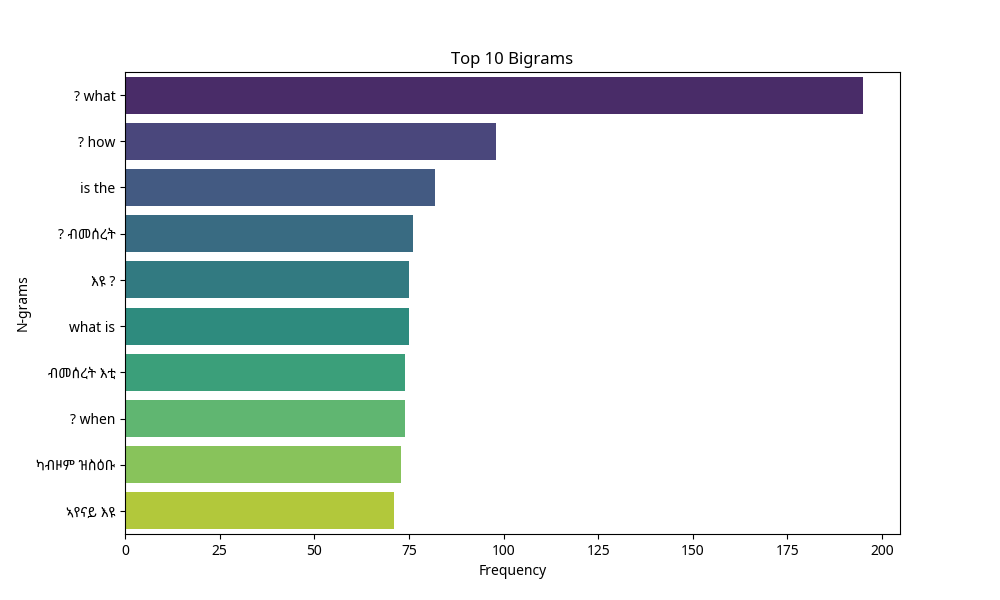 Top 10 Bigrams
? what
? how
is the
? ብመሰረት
እዩ ?
what is
ብመሰረት እቲ
? when
ካብዞም ዝስዕቡ
ኣየናይ እዩ
N-grams
0 25 50 75 100 125 150 175 200
Frequency